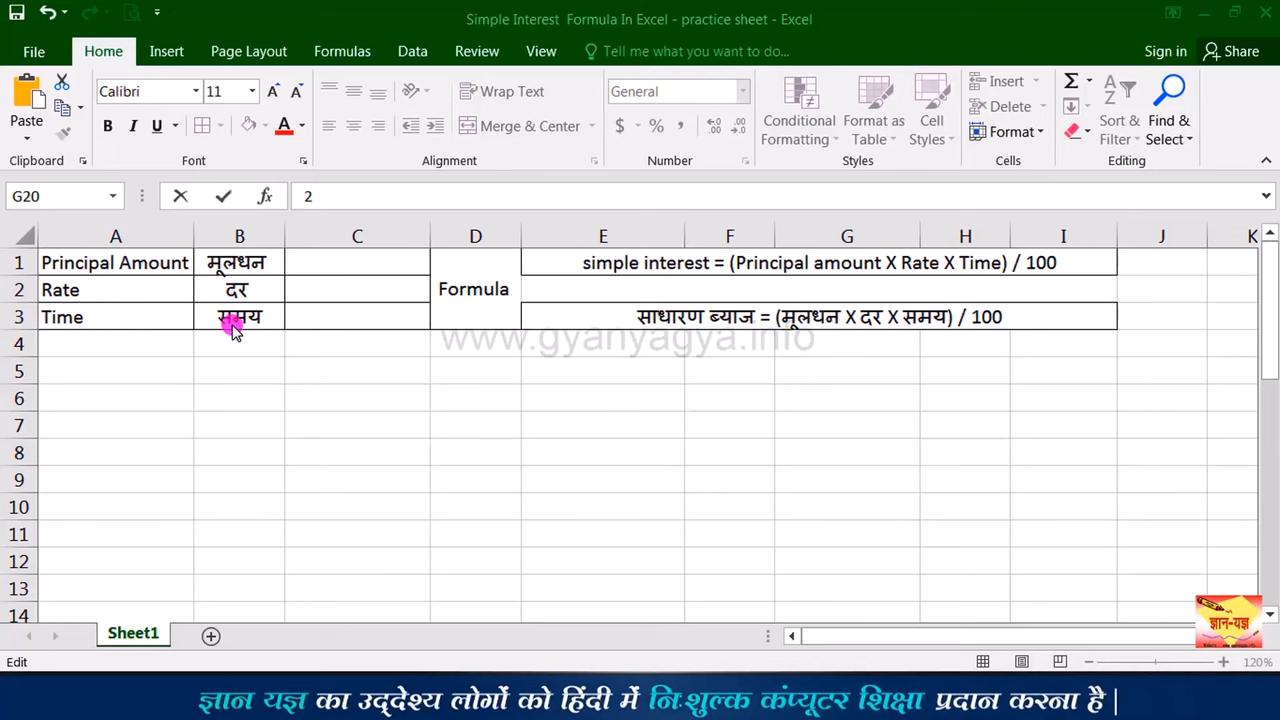 Simple Interest Formula In Excel - practice sheet - Excel
File Home Insert Page Layout Formulas Data Review View Tell me what you want to do... Sign in Share
Calibri 11 Wrap Text General Insert
Paste B I U Merge & Center $ % , Conditional Formatting Format as Table Cell Styles Delete Format Sort & Filter Find & Select
Clipboard Font Alignment Number Styles Cells Editing
G20 fx 2
A B C D E F G H I J K
1 Principal Amount मूलधन simple interest = (Principal amount X Rate X Time) / 100
2 Rate दर Formula
3 Time समय साधारण ब्याज = (मूलधन X दर X समय) / 100
www.gyanyagya.info
4
5
6
7
8
9
10
11
12
13
14
ज्ञान-यज्ञ
Sheet1
Edit 120%
ज्ञान यज्ञ का उद्देश्य लोगों को हिंदी में निःशुल्क कंप्यूटर शिक्षा प्रदान करना है |